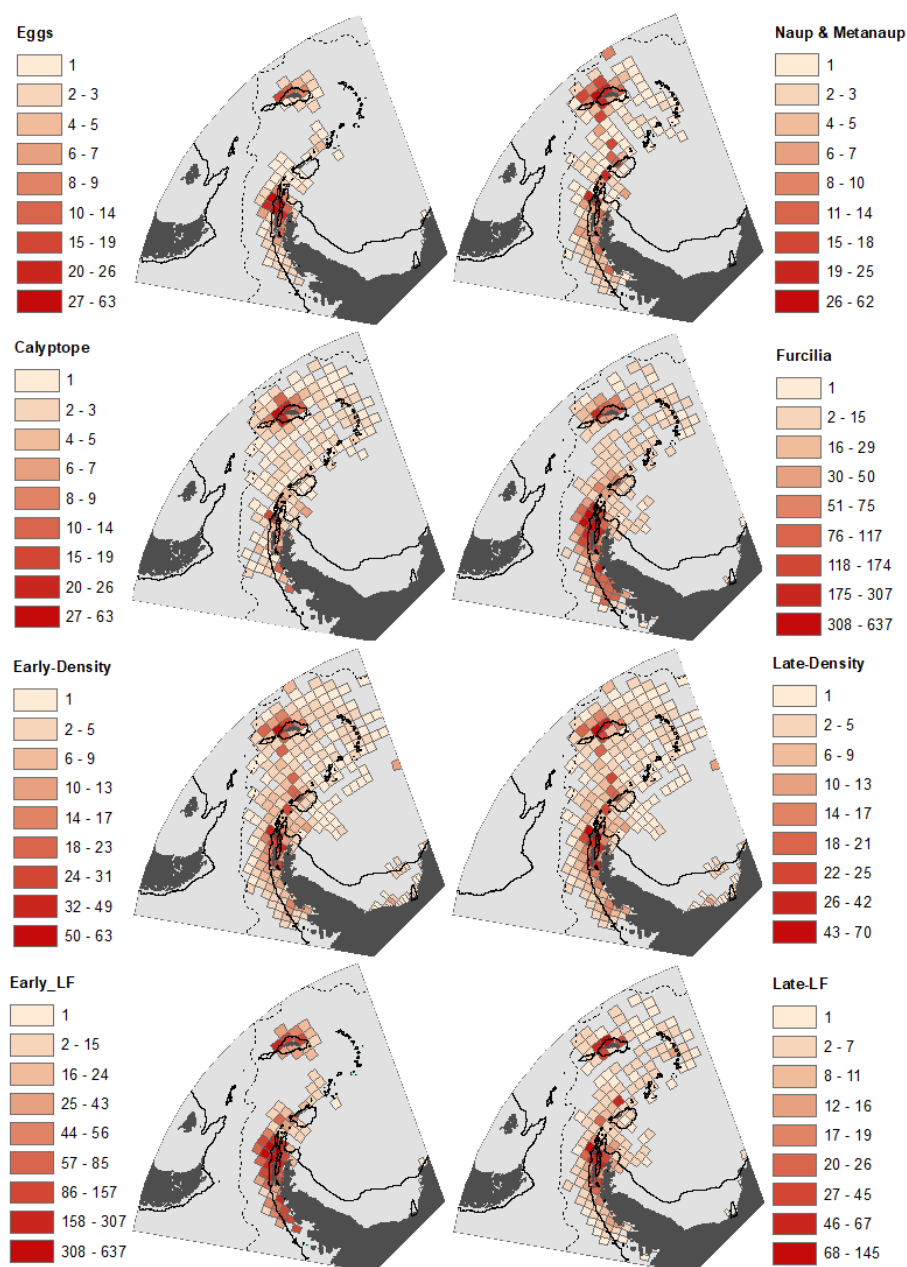 Eggs
1
2 - 3
4 - 5
6 - 7
8 - 9
10 - 14
15 - 19
20 - 26
27 - 63
Naup & Metanaup
1
2 - 3
4 - 5
6 - 7
8 - 10
11 - 14
15 - 18
19 - 25
26 - 62
Calyptope
1
2 - 3
4 - 5
6 - 7
8 - 9
10 - 14
15 - 19
20 - 26
27 - 63
Furcilia
1
2 - 15
16 - 29
30 - 50
51 - 75
76 - 117
118 - 174
175 - 307
308 - 637
Early-Density
1
2 - 5
6 - 9
10 - 13
14 - 17
18 - 23
24 - 31
32 - 49
50 - 63
Late-Density
1
2 - 5
6 - 9
10 - 13
14 - 17
18 - 21
22 - 25
26 - 42
43 - 70
Early_LF
1
2 - 15
16 - 24
25 - 43
44 - 56
57 - 85
86 - 157
158 - 307
308 - 637
Late-LF
1
2 - 7
8 - 11
12 - 16
17 - 19
20 - 26
27 - 45
46 - 67
68 - 145